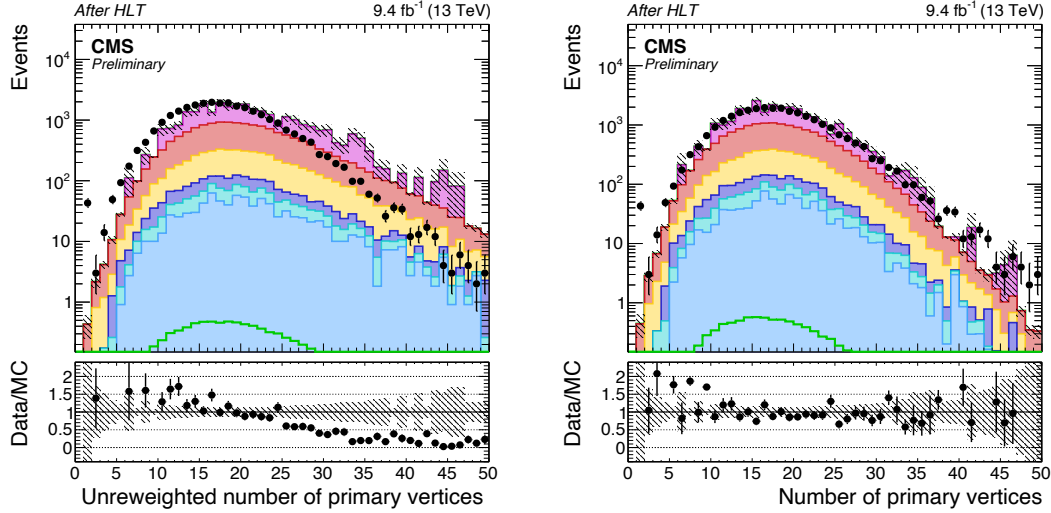 After HLT 9.4 fb⁻¹ (13 TeV)
Events
CMS
Preliminary
10⁴
10³
10²
10
1
Data/MC
2
1.5
1
0.5
0
0 5 10 15 20 25 30 35 40 45 50
Unreweighted number of primary vertices
After HLT 9.4 fb⁻¹ (13 TeV)
Events
CMS
Preliminary
10⁴
10³
10²
10
1
Data/MC
2
1.5
1
0.5
0
0 5 10 15 20 25 30 35 40 45 50
Number of primary vertices